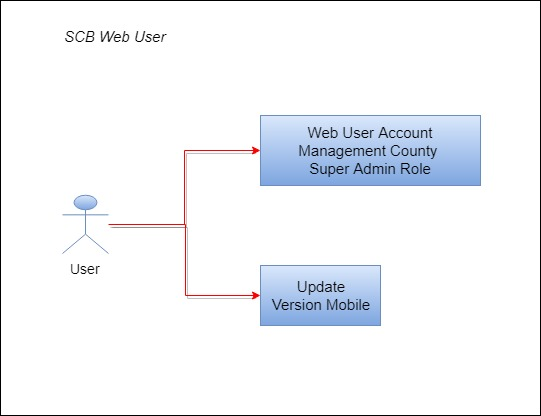 SCB Web User
Web User Account
Management County
Super Admin Role
User
Update
Version Mobile